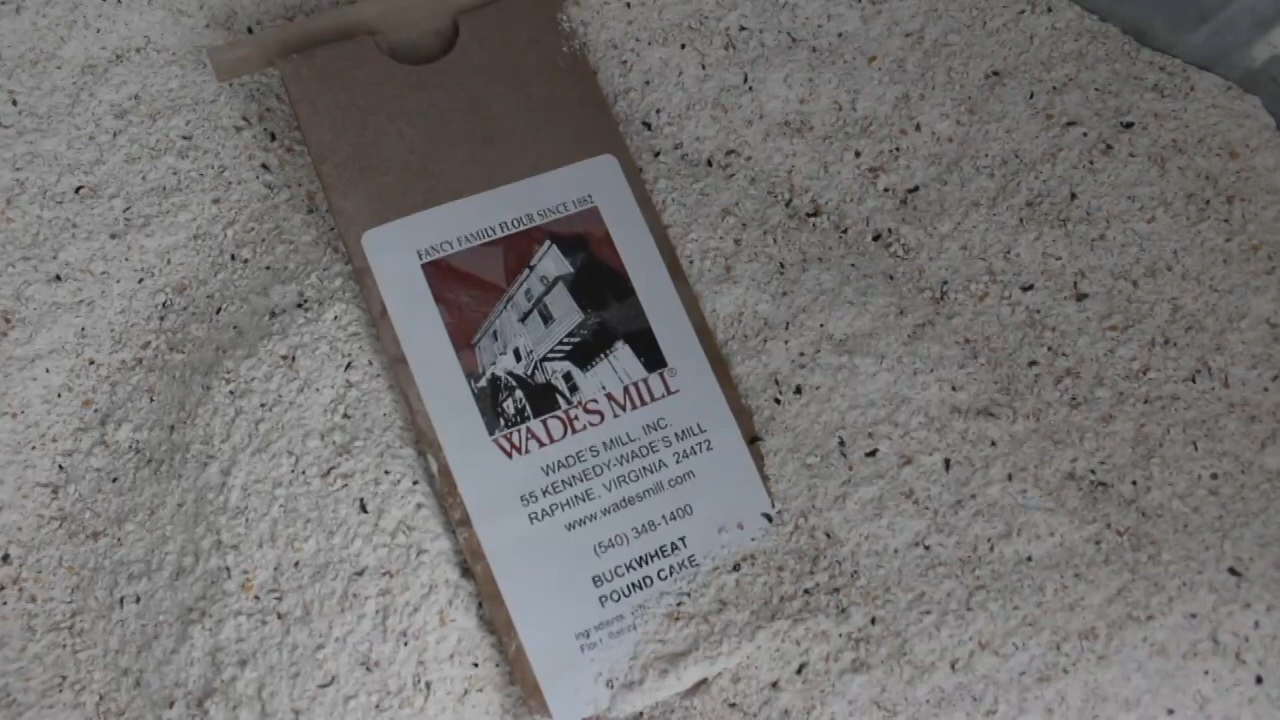 FANCY FAMILY FLOUR SINCE 1882
WADE'S MILL®
WADE'S MILL, INC.
55 KENNEDY-WADE'S MILL
RAPHINE, VIRGINIA 24472
www.wadesmill.com
(540) 348-1400
BUCKWHEAT
POUND CAKE